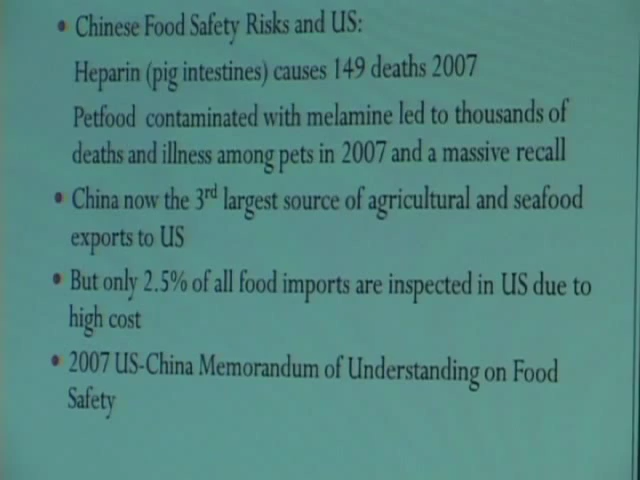 • Chinese Food Safety Risks and US:
Heparin (pig intestines) causes 149 deaths 2007
Petfood contaminated with melamine led to thousands of
deaths and illness among pets in 2007 and a massive recall
• China now the 3rd largest source of agricultural and seafood
exports to US
• But only 2.5% of all food imports are inspected in US due to
high cost
• 2007 US-China Memorandum of Understanding on Food
Safety